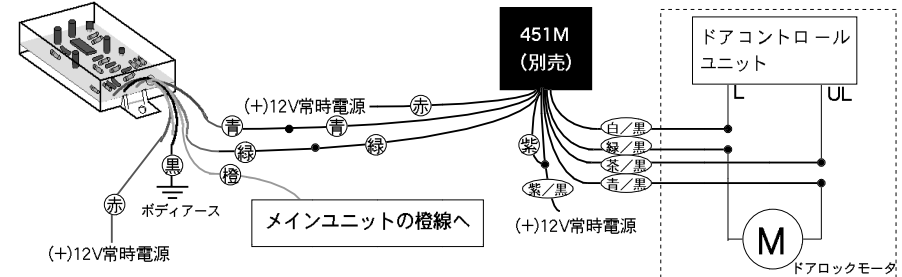 451M
(別売)
ドアコントロール
ユニット
L
UL
(+)12V常時電源
赤
青
青
緑
緑
白/黒
緑/黒
茶/黒
青/黒
紫
紫/黒
(+)12V常時電源
黒
ボディアース
橙
赤
(+)12V常時電源
メインユニットの橙線へ
M
ドアロックモータ